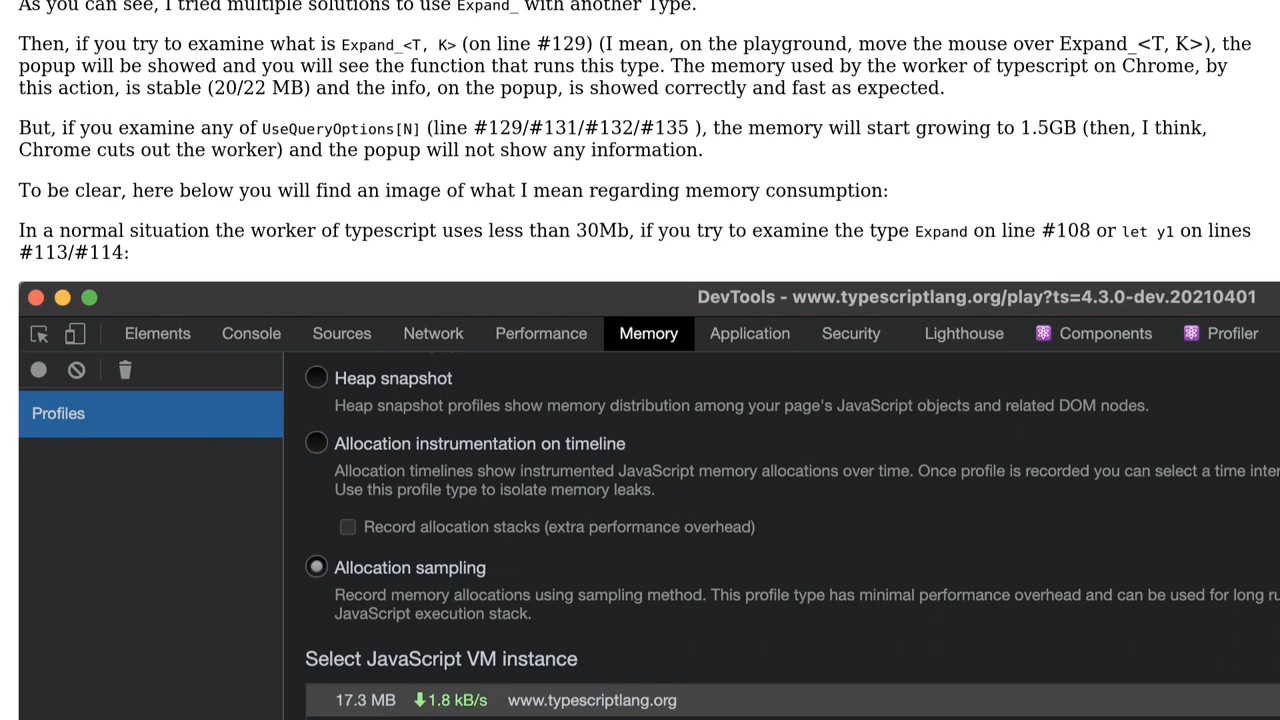 As you can see, I tried multiple solutions to use Expand_ with another Type.
Then, if you try to examine what is Expand_<T, K> (on line #129) (I mean, on the playground, move the mouse over Expand_<T, K>), the
popup will be showed and you will see the function that runs this type. The memory used by the worker of typescript on Chrome, by
this action, is stable (20/22 MB) and the info, on the popup, is showed correctly and fast as expected.
But, if you examine any of UseQueryOptions[N] (line #129/#131/#132/#135 ), the memory will start growing to 1.5GB (then, I think,
Chrome cuts out the worker) and the popup will not show any information.
To be clear, here below you will find an image of what I mean regarding memory consumption:
In a normal situation the worker of typescript uses less than 30Mb, if you try to examine the type Expand on line #108 or let y1 on lines
#113/#114:
DevTools - www.typescriptlang.org/play?ts=4.3.0-dev.20210401
Elements Console Sources Network Performance Memory Application Security Lighthouse Components Profiler
Profiles
Heap snapshot
Heap snapshot profiles show memory distribution among your page's JavaScript objects and related DOM nodes.
Allocation instrumentation on timeline
Allocation timelines show instrumented JavaScript memory allocations over time. Once profile is recorded you can select a time inter
Use this profile type to isolate memory leaks.
Record allocation stacks (extra performance overhead)
Allocation sampling
Record memory allocations using sampling method. This profile type has minimal performance overhead and can be used for long ru
JavaScript execution stack.
Select JavaScript VM instance
17.3 MB 1.8 kB/s www.typescriptlang.org